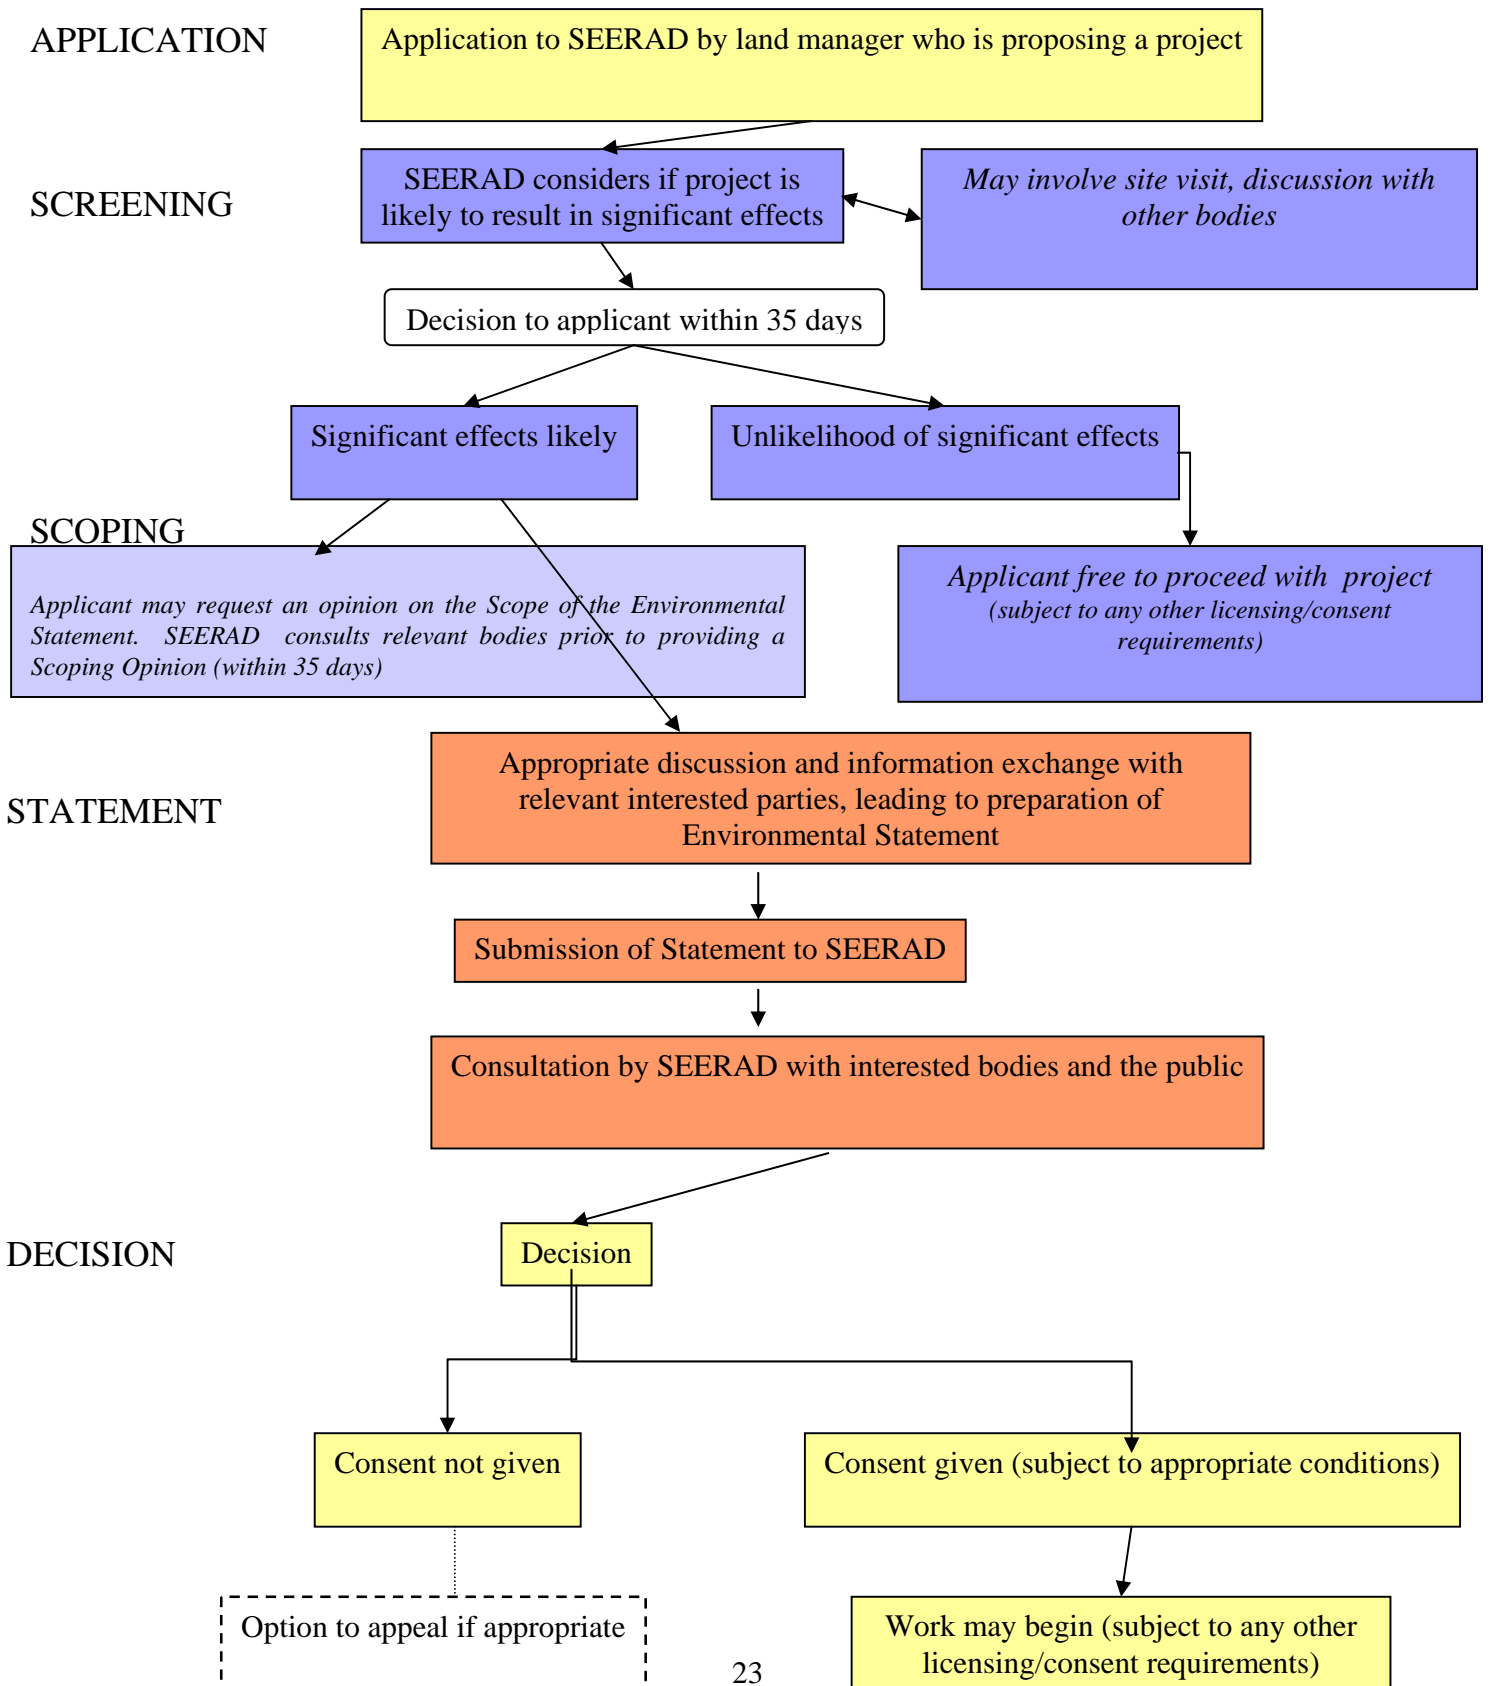 APPLICATION
Application to SEERAD by land manager who is proposing a project
SCREENING
SEERAD considers if project is
likely to result in significant effects
May involve site visit, discussion with
other bodies
Decision to applicant within 35 days
Significant effects likely
Unlikelihood of significant effects
SCOPING
Applicant may request an opinion on the Scope of the Environmental
Statement. SEERAD consults relevant bodies prior to providing a
Scoping Opinion (within 35 days)
Applicant free to proceed with project
(subject to any other licensing/consent
requirements)
STATEMENT
Appropriate discussion and information exchange with
relevant interested parties, leading to preparation of
Environmental Statement
Submission of Statement to SEERAD
Consultation by SEERAD with interested bodies and the public
DECISION
Decision
Consent not given
Consent given (subject to appropriate conditions)
Option to appeal if appropriate
Work may begin (subject to any other
licensing/consent requirements)
23